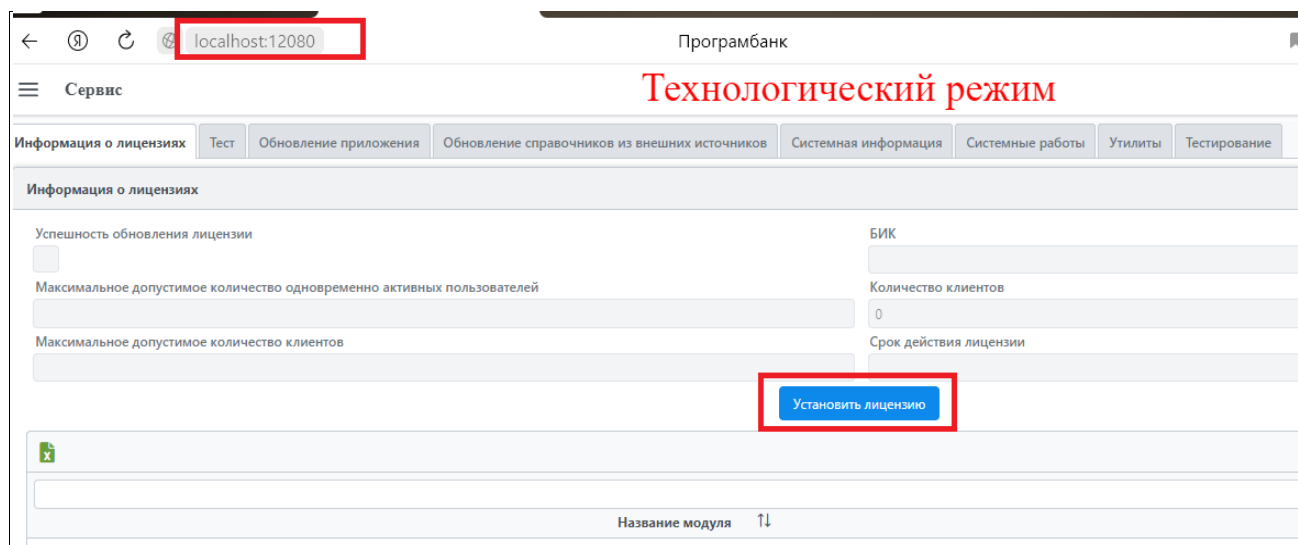 localhost:12080
Програмбанк
Сервис
Технологический режим
Информация о лицензиях Тест Обновление приложения Обновление справочников из внешних источников Системная информация Системные работы Утилиты Тестирование
Информация о лицензиях
Успешность обновления лицензии БИК
Максимальное допустимое количество одновременно активных пользователей Количество клиентов
0
Максимальное допустимое количество клиентов Срок действия лицензии
Установить лицензию
Название модуля